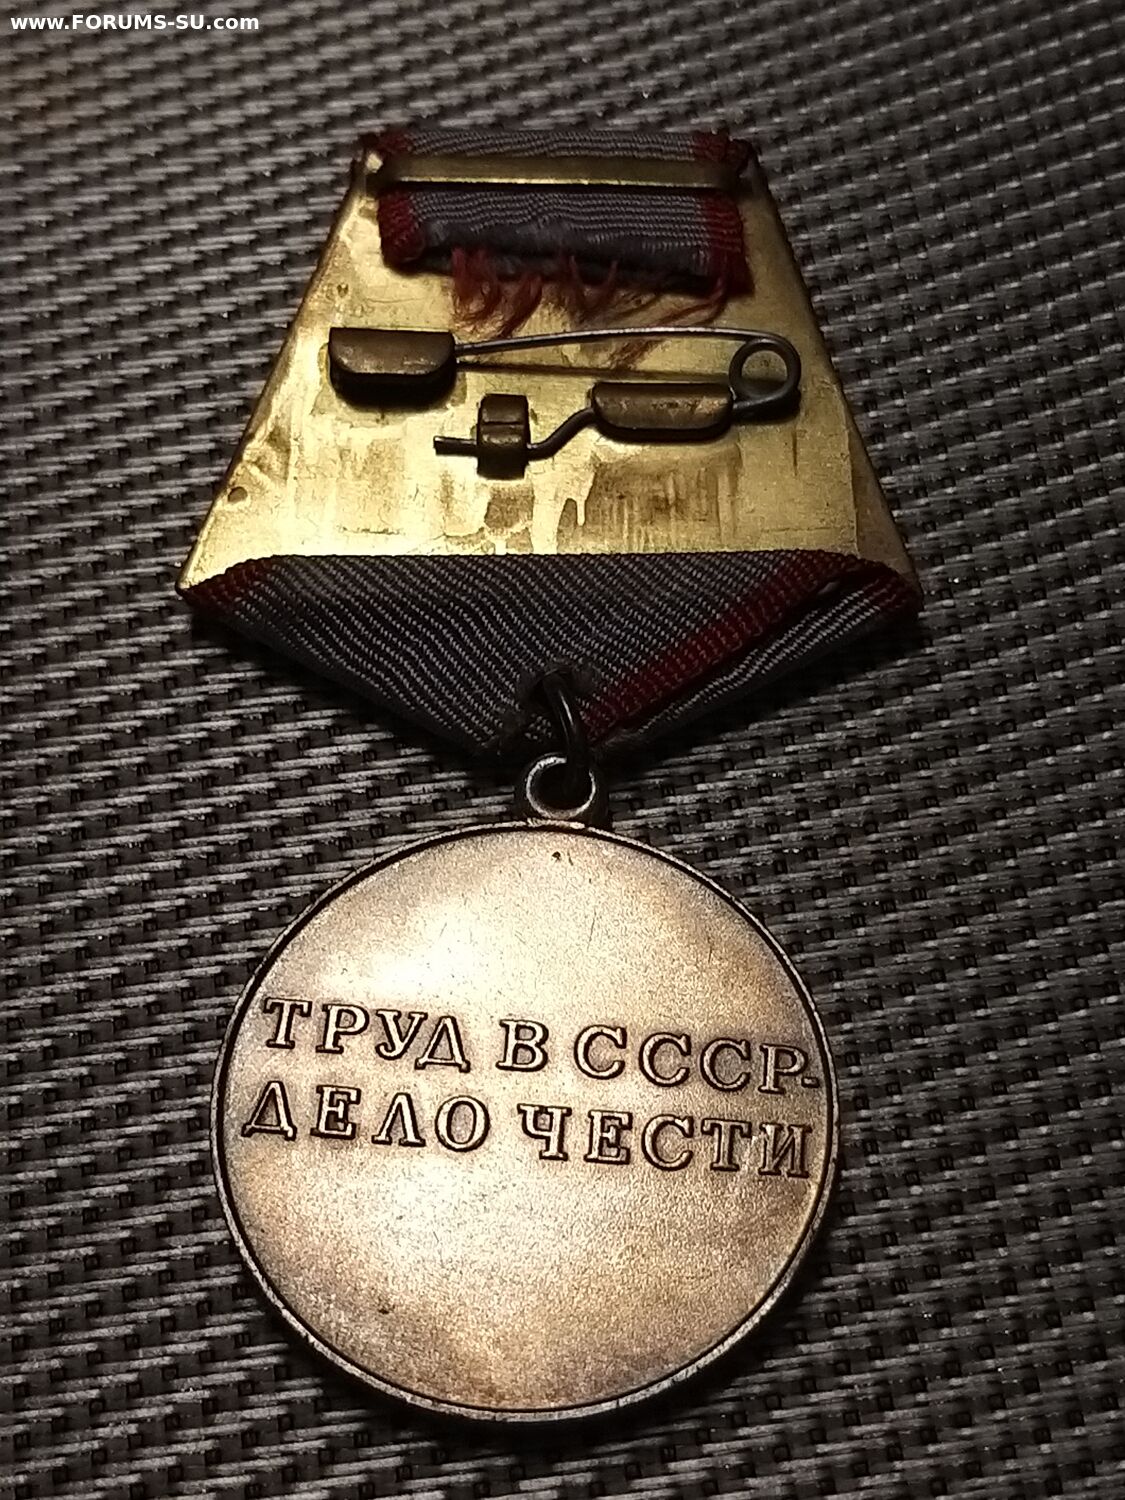 www.FORUMS-SU.com
ТРУД В СССР-
ДЕЛО ЧЕСТИ